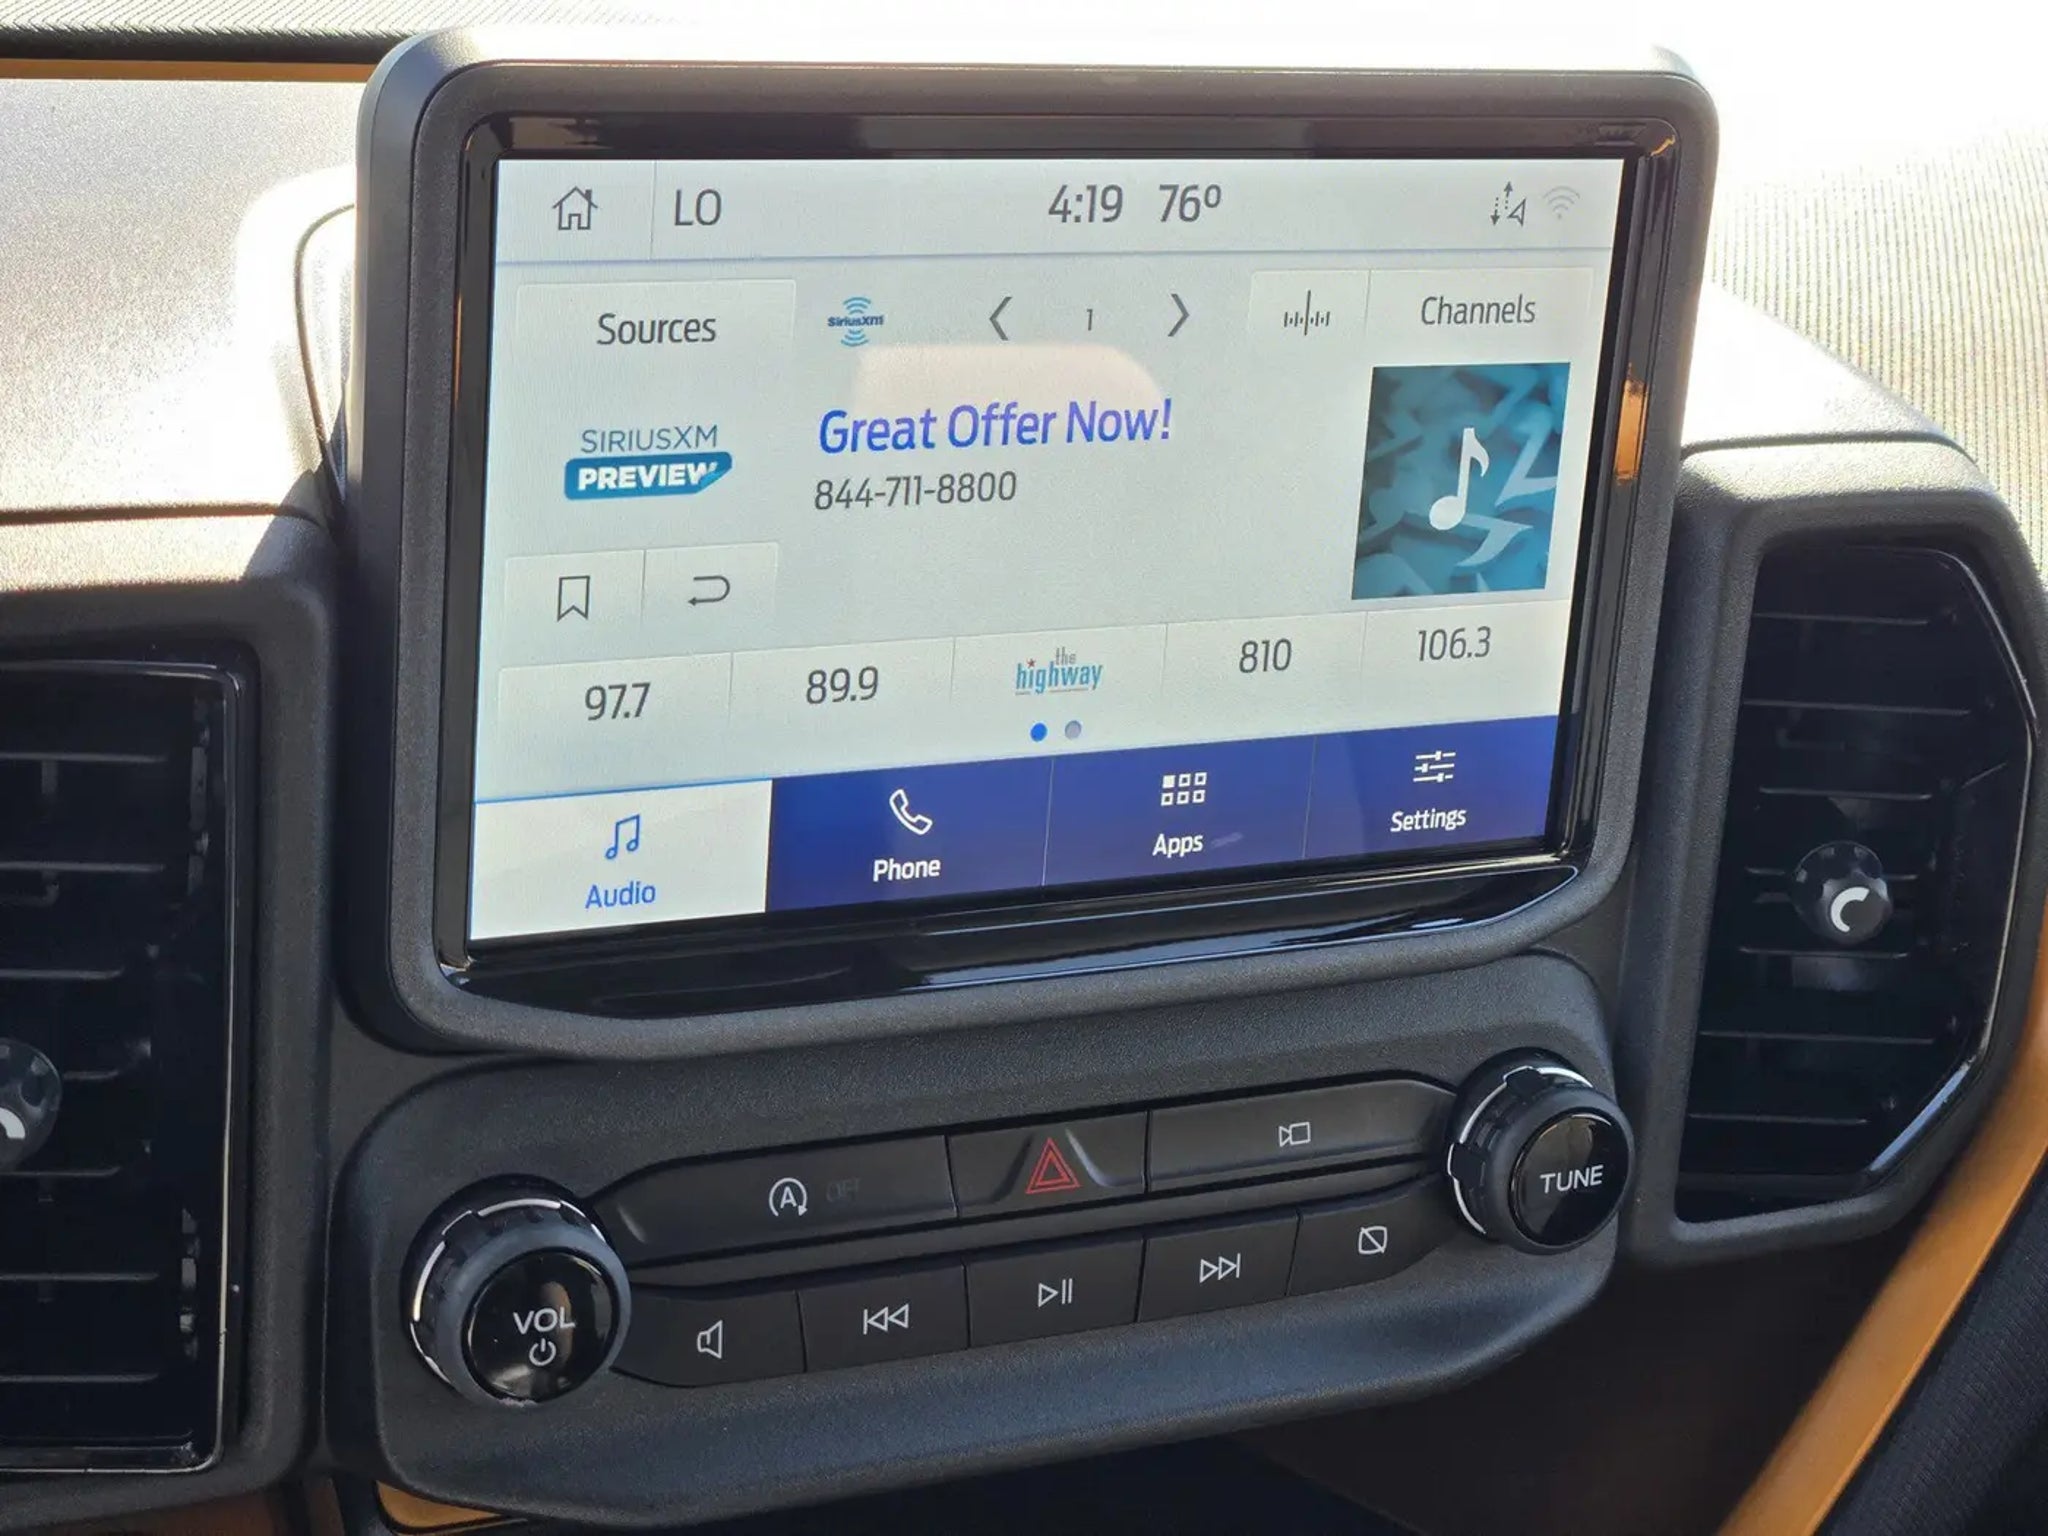 LO
4:19 76º
Sources
SiriusXM
1
Channels
SIRIUSXM
PREVIEW
Great Offer Now!
844-711-8800
97.7
89.9
the
highway
810
106.3
Audio
Phone
Apps
Settings
A OFF
TUNE
VOL